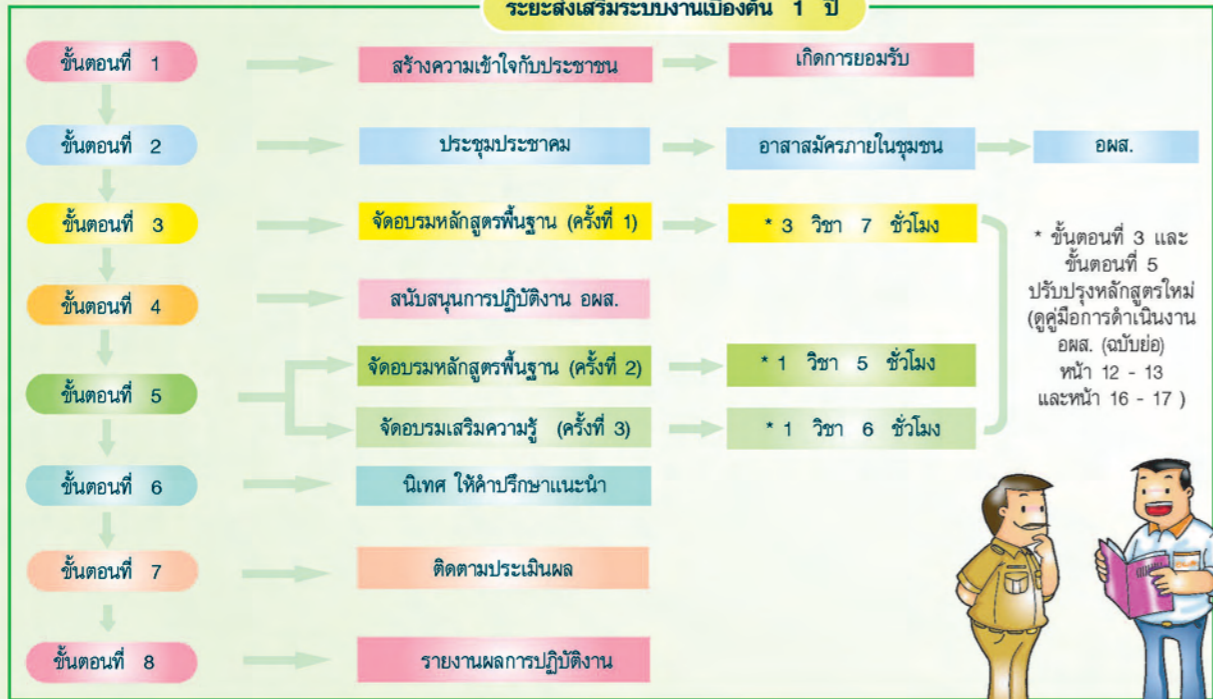 ระยะส่งเสริมระบบงานเบื้องต้น 1 ปี
ขั้นตอนที่ 1
สร้างความเข้าใจกับประชาชน
เกิดการยอมรับ
ขั้นตอนที่ 2
ประชุมประชาคม
อาสาสมัครภายในชุมชน
อผส.
ขั้นตอนที่ 3
จัดอบรมหลักสูตรพื้นฐาน (ครั้งที่ 1)
* 3 วิชา 7 ชั่วโมง
ขั้นตอนที่ 4
สนับสนุนการปฏิบัติงาน อผส.
ขั้นตอนที่ 5
จัดอบรมหลักสูตรพื้นฐาน (ครั้งที่ 2)
* 1 วิชา 5 ชั่วโมง
จัดอบรมเสริมความรู้ (ครั้งที่ 3)
* 1 วิชา 6 ชั่วโมง
* ขั้นตอนที่ 3 และ
ขั้นตอนที่ 5
ปรับปรุงหลักสูตรใหม่
(ดูคู่มือการดำเนินงาน
อผส. (ฉบับย่อ)
หน้า 12 - 13
และหน้า 16 - 17 )
ขั้นตอนที่ 6
นิเทศ ให้คำปรึกษาแนะนำ
ขั้นตอนที่ 7
ติดตามประเมินผล
ขั้นตอนที่ 8
รายงานผลการปฏิบัติงาน